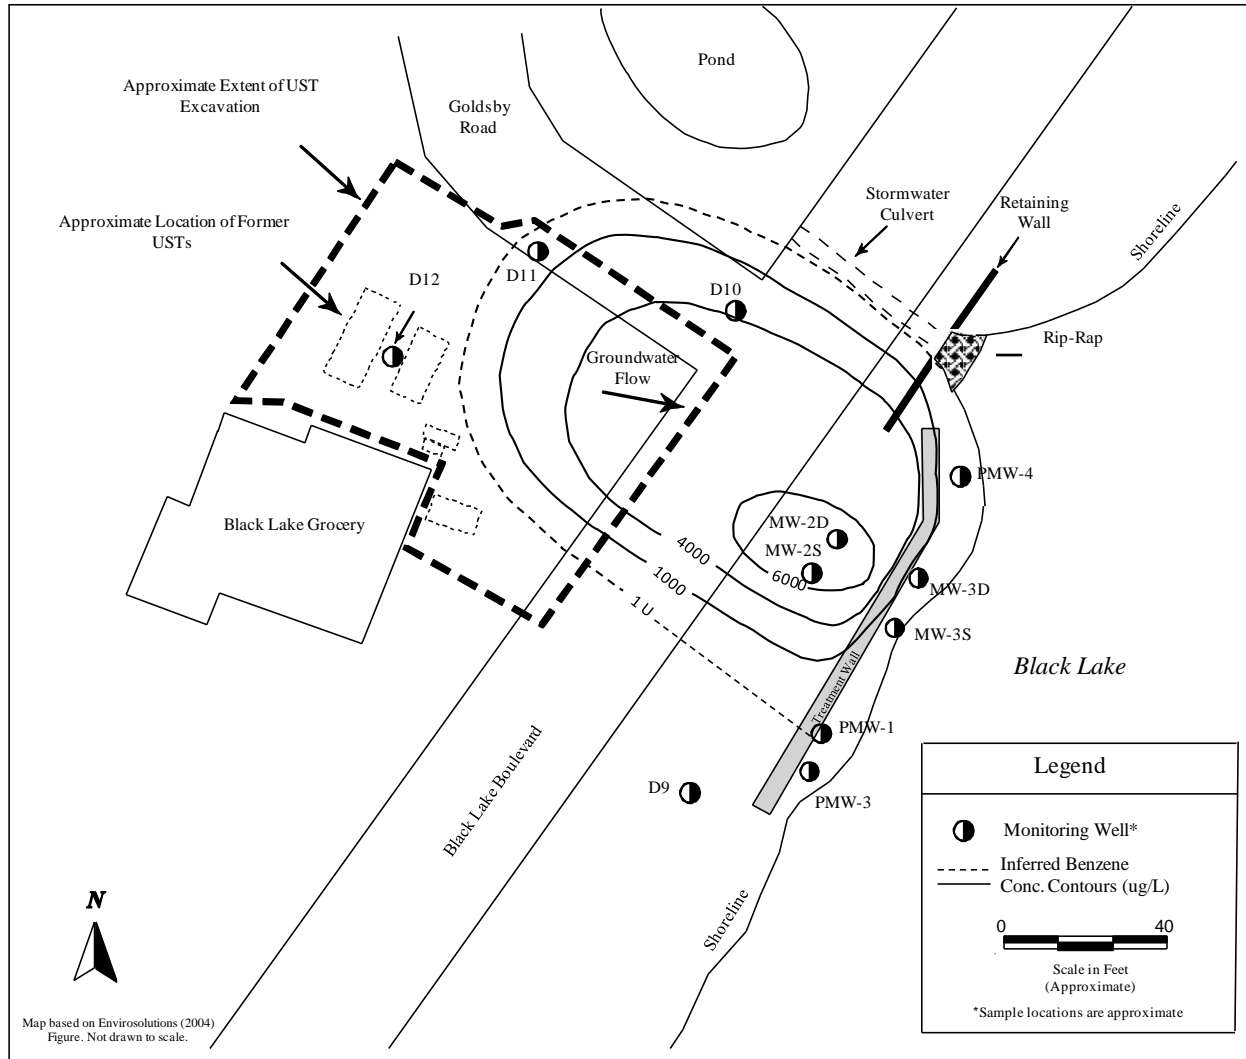 Pond
Approximate Extent of UST
Excavation
Goldsby
Road
Stormwater
Culvert
Retaining
Wall
Shoreline
Approximate Location of Former
USTs
D12
D11
D10
Rip-Rap
Groundwater
Flow
PMW-4
Black Lake Grocery
MW-2D
MW-2S
4000
6000
1000
1 U
MW-3D
MW-3S
Black Lake
Treatment Wall
PMW-1
D9
PMW-3
Black Lake Boulevard
Shoreline
Legend
Monitoring Well*
Inferred Benzene
Conc. Contours (ug/L)
0 40
Scale in Feet
(Approximate)
*Sample locations are approximate
N
Map based on Envirosolutions (2004)
Figure. Not drawn to scale.